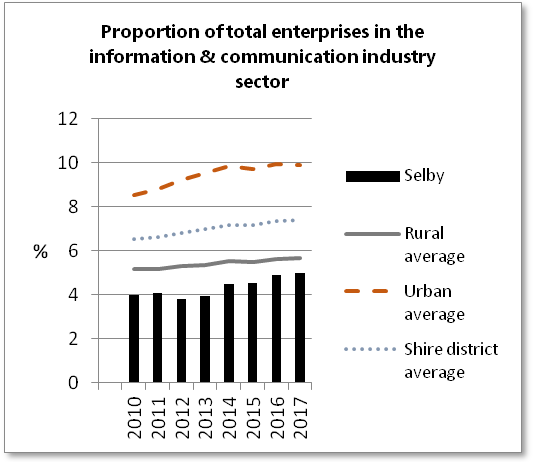 Proportion of total enterprises in the
information & communication industry
sector
12
10
8
6
4
2
0
%
2010
2011
2012
2013
2014
2015
2016
2017
Selby
Rural
average
Urban
average
Shire district
average